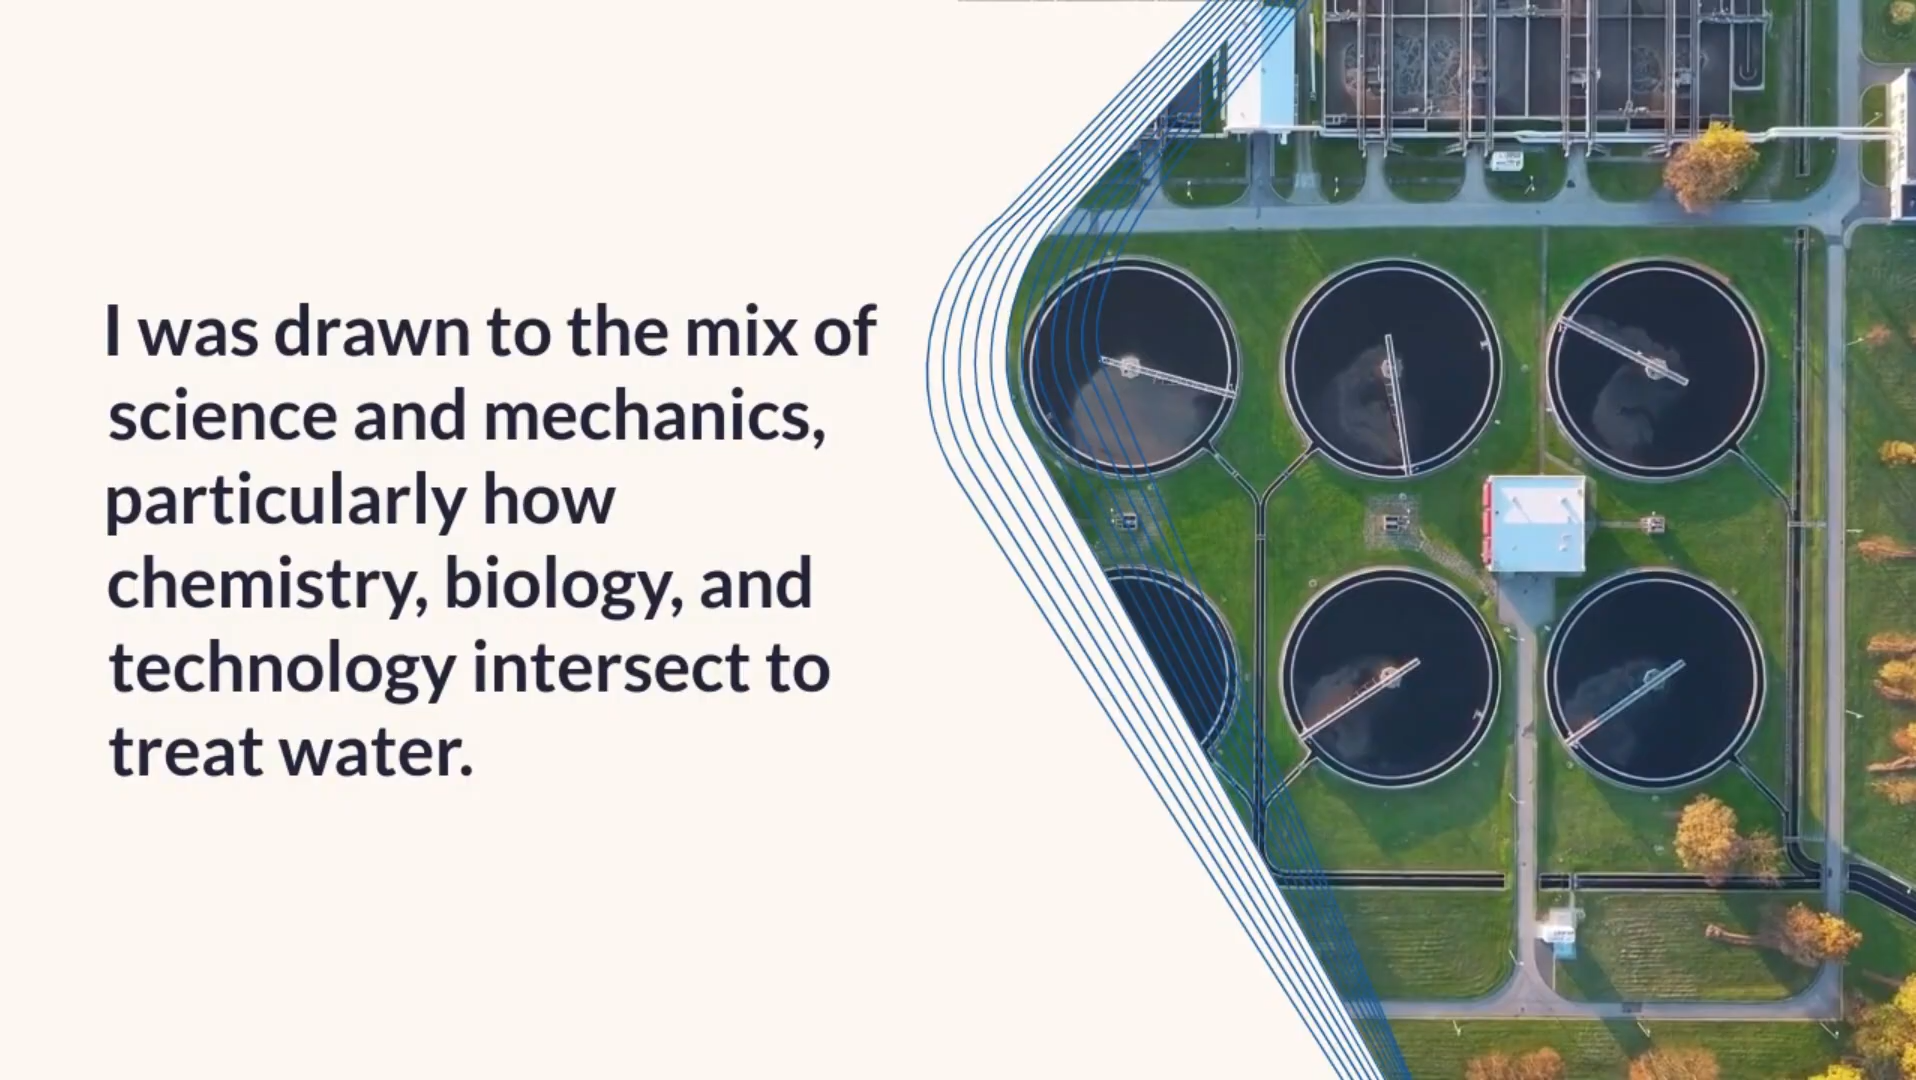 I was drawn to the mix of
science and mechanics,
particularly how
chemistry, biology, and
technology intersect to
treat water.